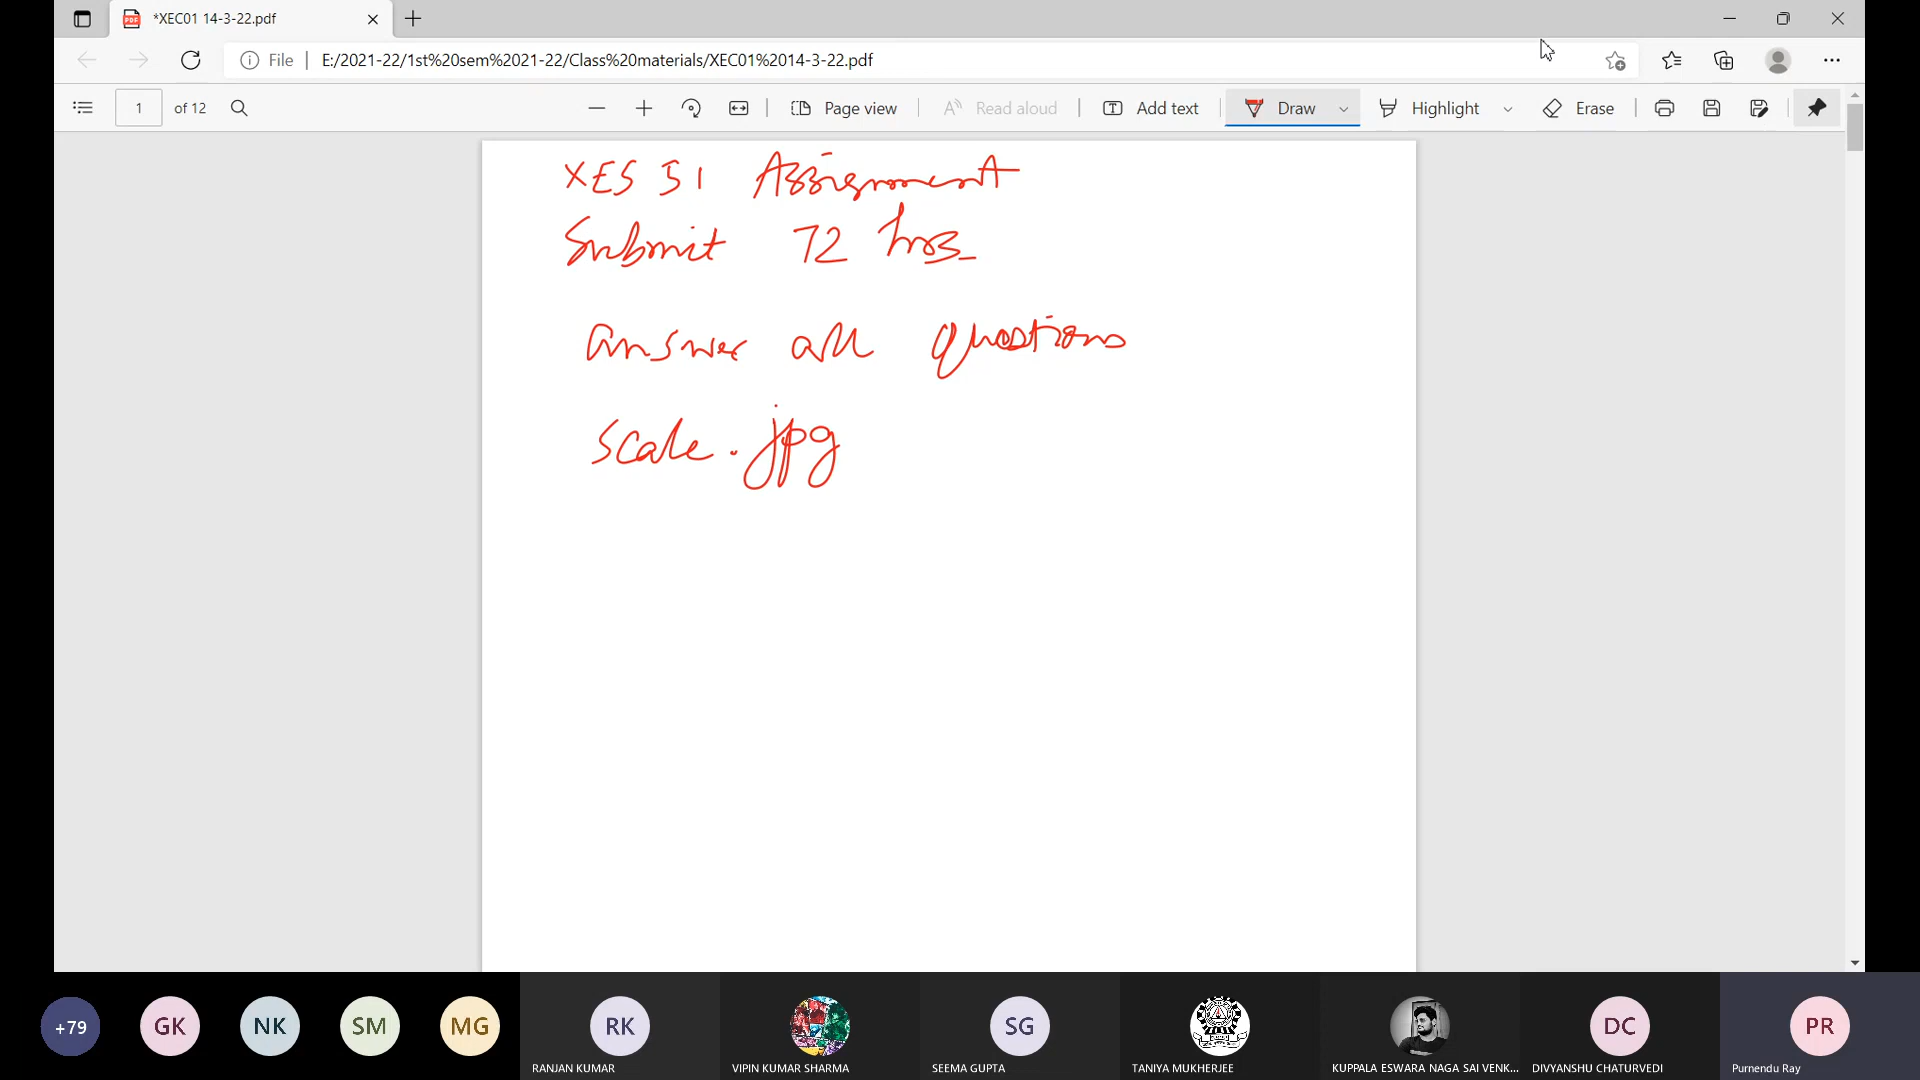 *XEC01 14-3-22.pdf
File E:/2021-22/1st%20sem%2021-22/Class%20materials/XEC01%2014-3-22.pdf
1 of 12 Page view Read aloud Add text Draw Highlight Erase
XES 51 Assignment
Submit 72 hrs
answer all questions
scale.jpg
+79 GK NK SM MG RK SG DC PR
RANJAN KUMAR VIPIN KUMAR SHARMA SEEMA GUPTA TANIYA MUKHERJEE KUPPALA ESWARA NAGA SAI VENK... DIVYANSHU CHATURVEDI Purnendu Ray